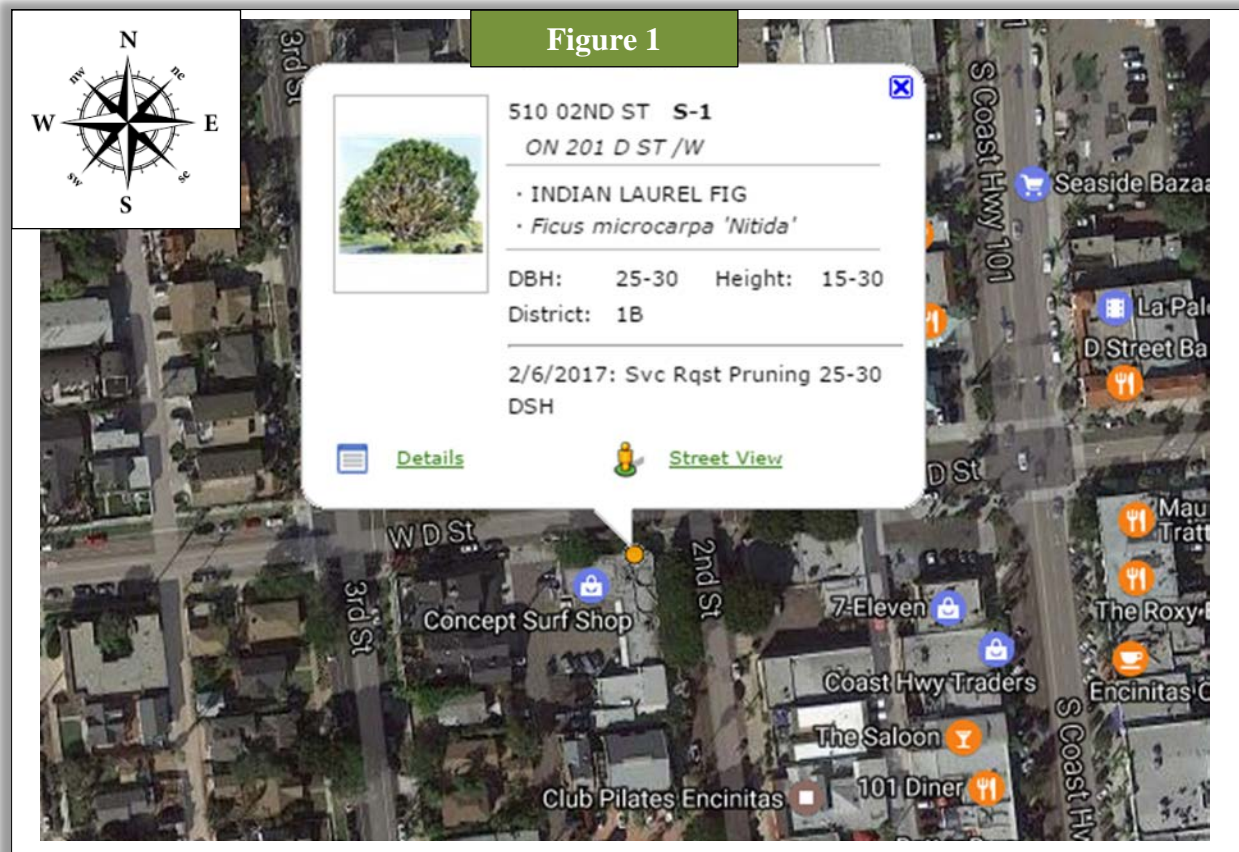 Figure 1
N
nw
ne
W
E
sw
se
S
3rd St
510 02ND ST S-1
ON 201 D ST /W
· INDIAN LAUREL FIG
· Ficus microcarpa 'Nitida'
DBH: 25-30 Height: 15-30
District: 1B
2/6/2017: Svc Rqst Pruning 25-30
DSH
Details
Street View
S Coast Hwy 101
Seaside Bazaa
La Pal
D Street Ba
D St
W D St
Mau
Tratt
3rd St
2nd St
Concept Surf Shop
7-Eleven
The Roxy
Coast Hwy Traders
Encinitas C
The Saloon
S Coast Hw
101 Diner
Club Pilates Encinitas